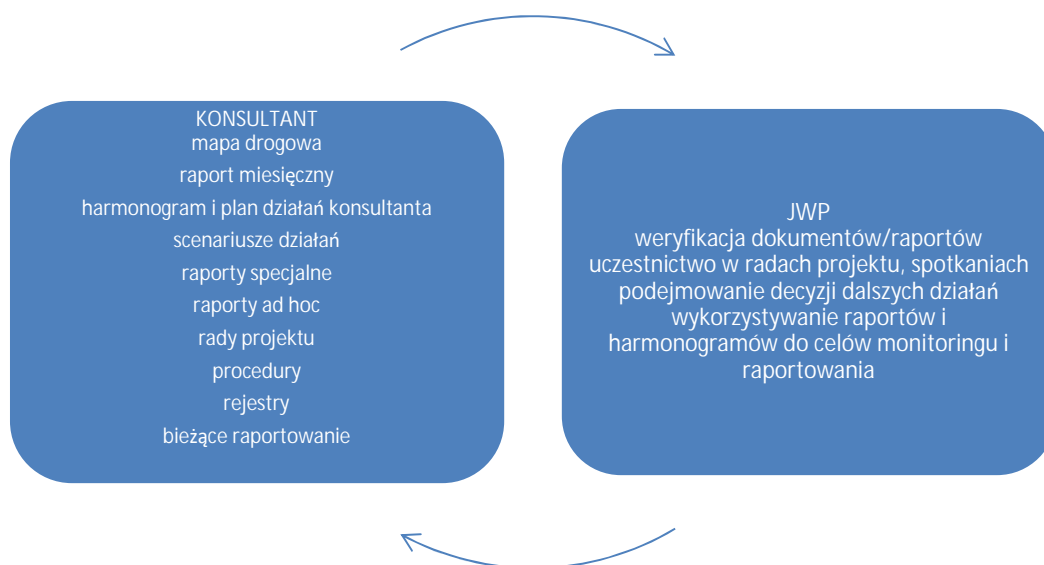 KONSULTANT
mapa drogowa
raport miesięczny
harmonogram i plan działań konsultanta
scenariusze działań
raporty specjalne
raporty ad hoc
rady projektu
procedury
rejestry
bieżące raportowanie
JWP
weryfikacja dokumentów/raportów
uczestnictwo w radach projektu, spotkaniach
podejmowanie decyzji dalszych działań
wykorzystywanie raportów i
harmonogramów do celów monitoringu i
raportowania